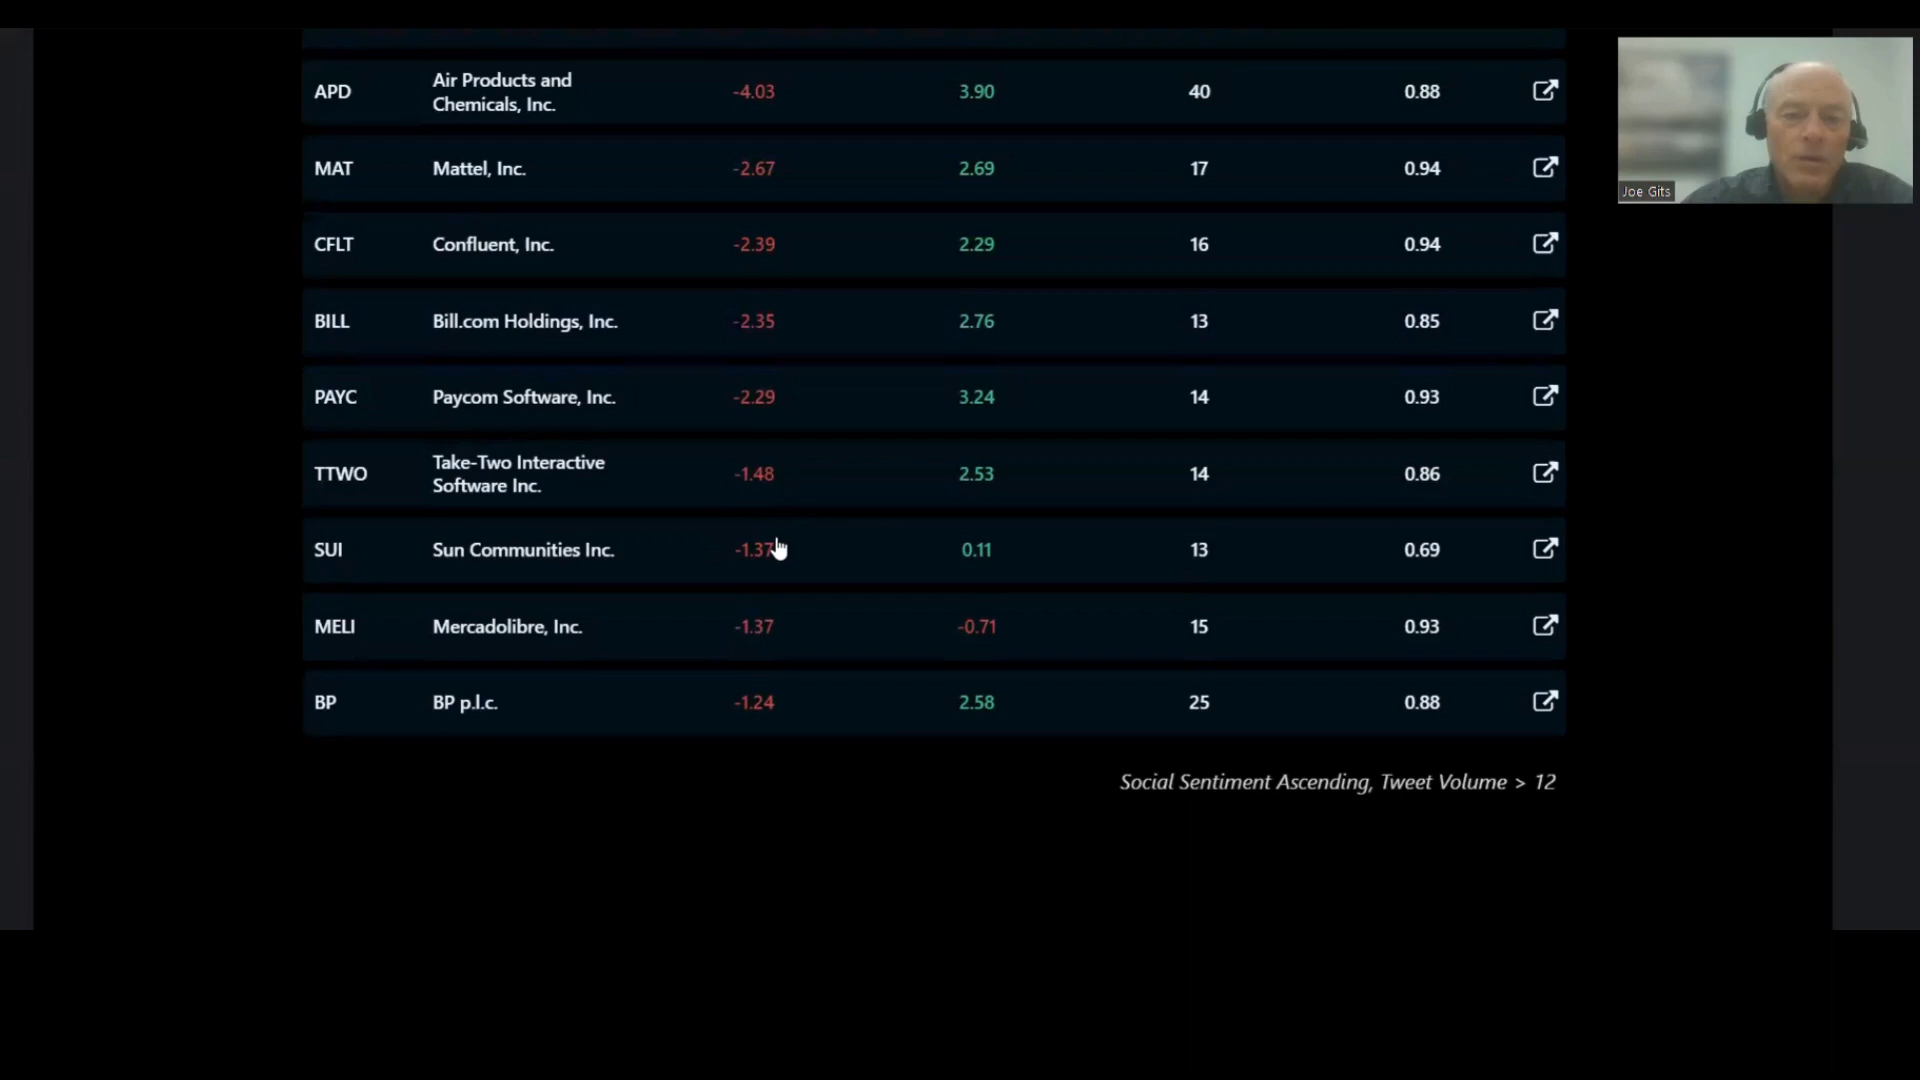 APD Air Products and Chemicals, Inc. -4.03 3.90 40 0.88
MAT Mattel, Inc. -2.67 2.69 17 0.94
CFLT Confluent, Inc. -2.39 2.29 16 0.94
BILL Bill.com Holdings, Inc. -2.35 2.76 13 0.85
PAYC Paycom Software, Inc. -2.29 3.24 14 0.93
TTWO Take-Two Interactive Software Inc. -1.48 2.53 14 0.86
SUI Sun Communities Inc. -1.37 0.11 13 0.69
MELI Mercadolibre, Inc. -1.37 -0.71 15 0.93
BP BP p.l.c. -1.24 2.58 25 0.88
Social Sentiment Ascending, Tweet Volume > 12
Joe Gits